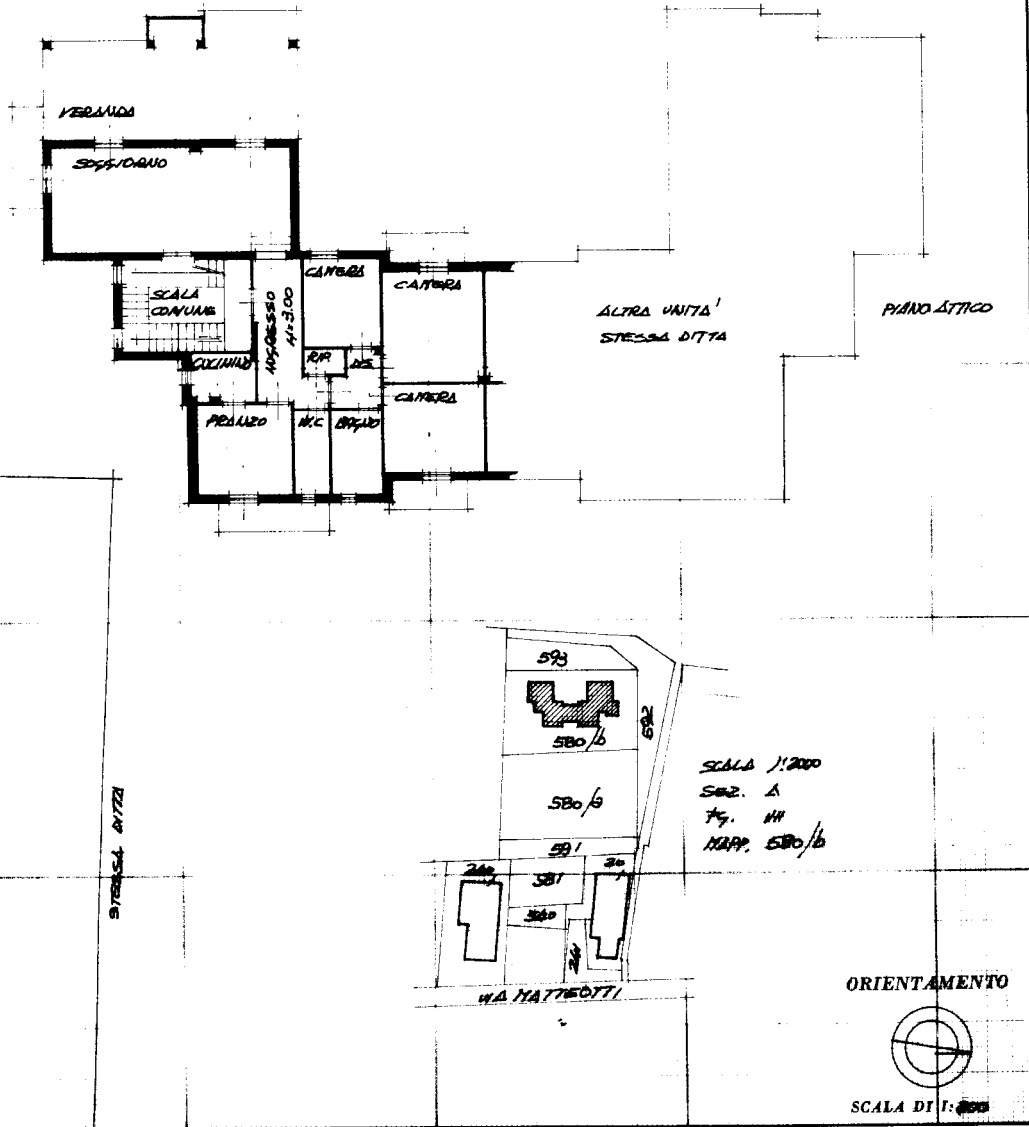 VERANDA
SOGGIORNO
SCALA
COMUNE
INGRESSO
H=3.00
CAMERA
CAMERA
ALTRA UNITA'
STESSA DITTA
PIANO ATTICO
CUCININO
RIP.
DIS.
CAMERA
PRANZO
W.C
BAGNO
593
592
580/b
580/a
SCALA 1:2000
SEZ. A
FG.
MAPP. 580/b
STESSA DITTA
591
581
340
VIA MATTEOTTI
ORIENTAMENTO
SCALA DI 1: